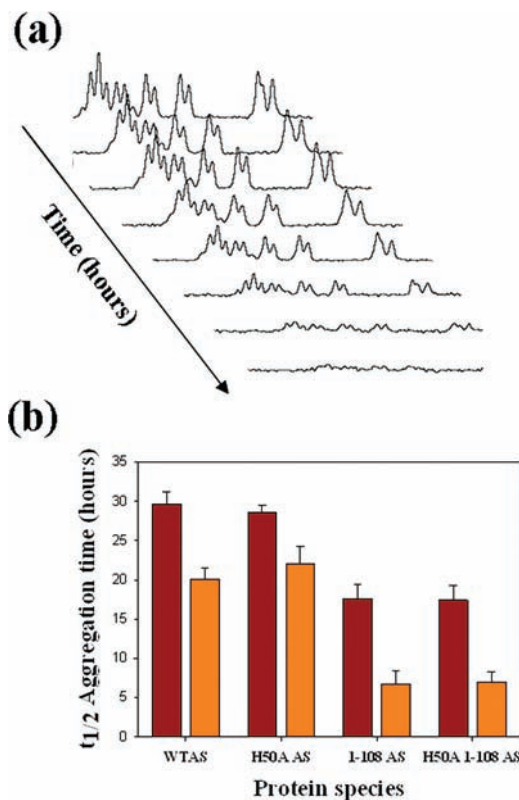 (a)
Time (hours)
(b)
t1/2 Aggregation time (hours)
35
30
25
20
15
10
5
0
WTAS
H50A AS
1-108 AS
H50A 1-108 AS
Protein species